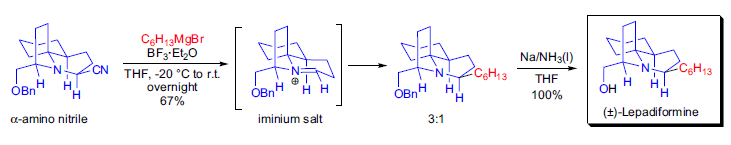 C6H13MgBr
BF3·Et2O
THF, -20 °C to r.t.
overnight
67%
Na/NH3(l)
THF
100%
N
CN
H
H
OBn
N
⊕
H
H
OBn
N
C6H13
H
H
OBn
N
C6H13
H
H
OH
α-amino nitrile
iminium salt
3:1
(±)-Lepadiformine